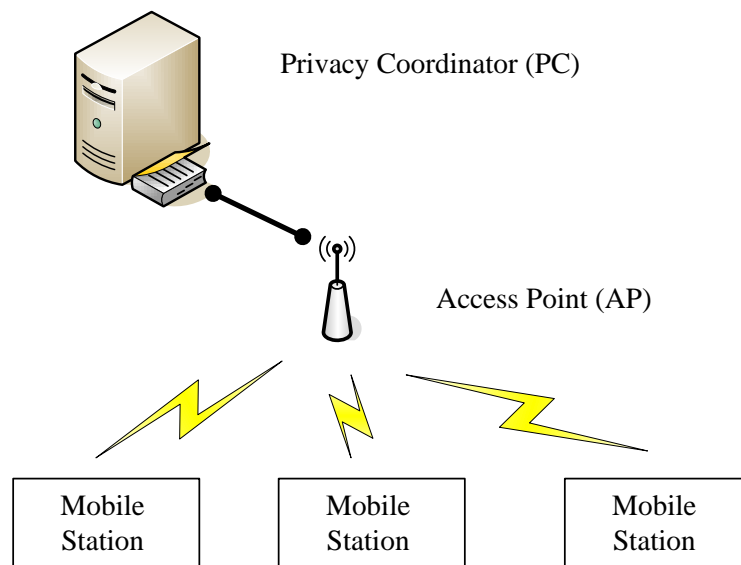 Privacy Coordinator (PC)
Access Point (AP)
Mobile
Station
Mobile
Station
Mobile
Station